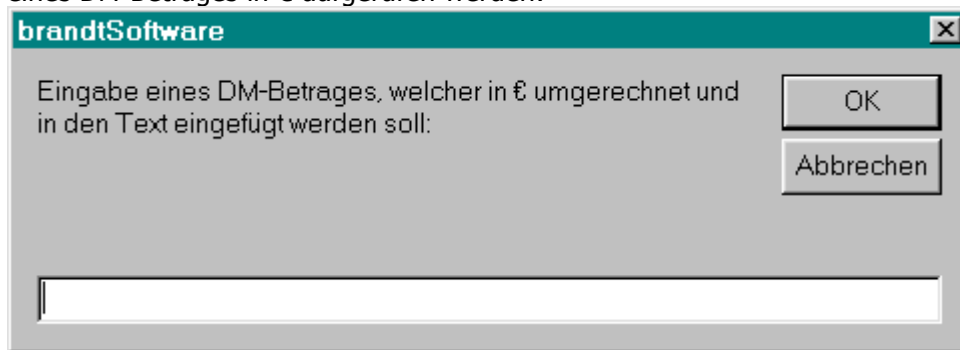 eines DM-Betrages in € aufgerufen werden.
brandtSoftware
Eingabe eines DM-Betrages, welcher in € umgerechnet und
in den Text eingefügt werden soll:
OK
Abbrechen